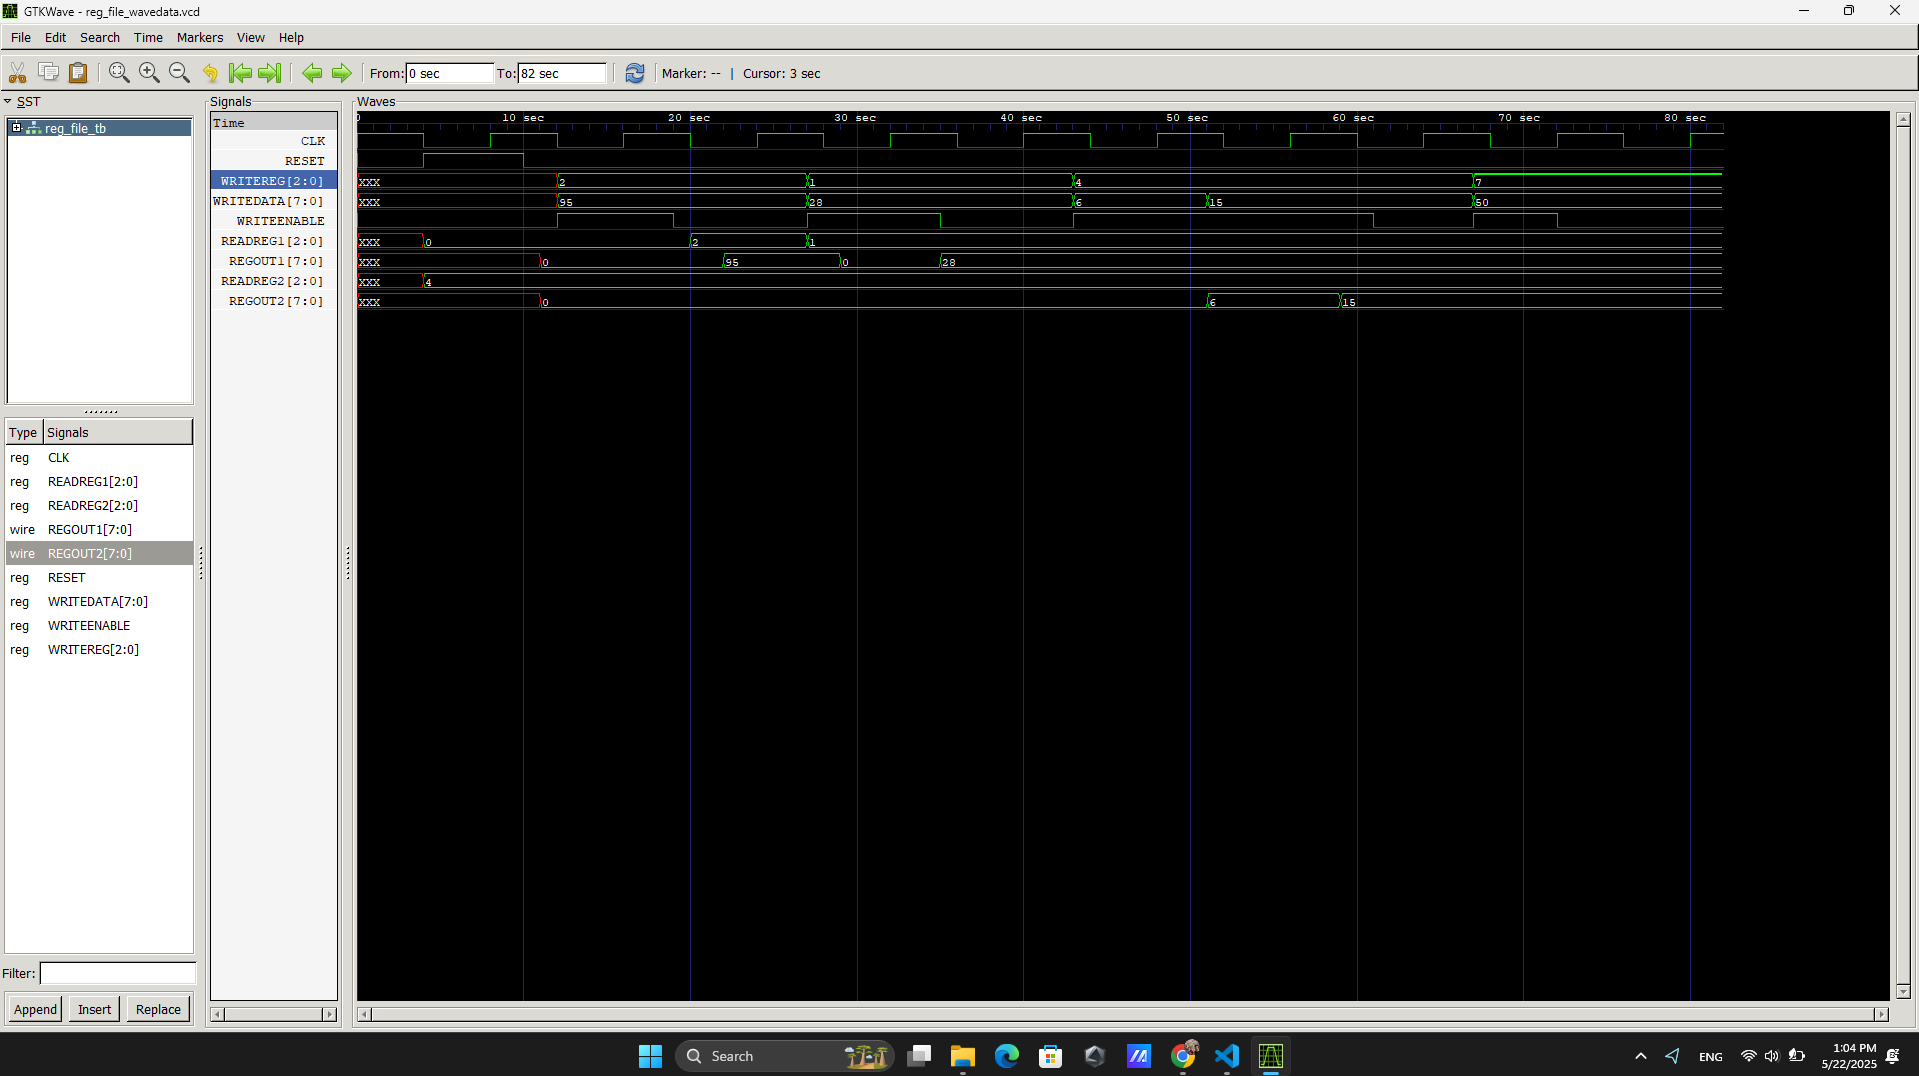 GTKWave - reg_file_wavedata.vcd
File Edit Search Time Markers View Help
From: 0 sec To: 82 sec Marker: -- | Cursor: 3 sec
SST
reg_file_tb
Type Signals
reg CLK
reg READREG1[2:0]
reg READREG2[2:0]
wire REGOUT1[7:0]
wire REGOUT2[7:0]
reg RESET
reg WRITEDATA[7:0]
reg WRITEENABLE
reg WRITEREG[2:0]
Filter:
Append Insert Replace
Signals
Time
CLK
RESET
WRITEREG[2:0]
WRITEDATA[7:0]
WRITEENABLE
READREG1[2:0]
REGOUT1[7:0]
READREG2[2:0]
REGOUT2[7:0]
Waves
0 10 sec 20 sec 30 sec 40 sec 50 sec 60 sec 70 sec 80 sec
XXX 2 1 4 7
XXX 95 28 6 15 50
XXX 0 2 1
XXX 0 95 0 28
XXX 4
XXX 0 6 15
Search
ENG
1:04 PM
5/22/2025